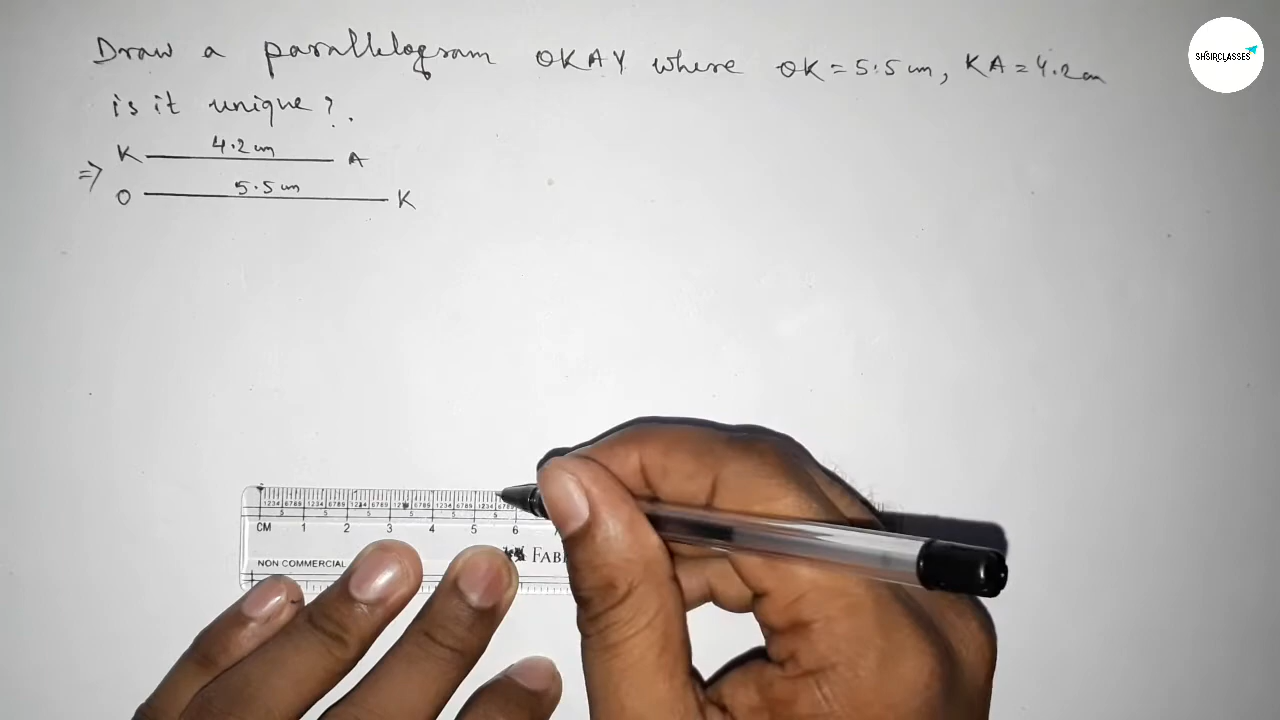 Draw a parallelogram OKAY where OK = 5.5 cm, KA = 4.2 cm
is it unique?.
⇒ K 4.2 cm A
O 5.5 cm K
SHSIRCLASSES
CM 1 2 3 4 5 6
NON COMMERCIAL